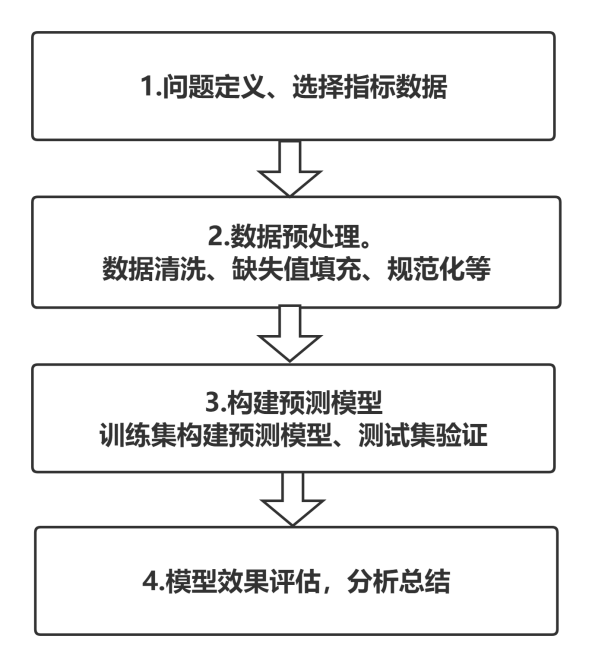 1.问题定义、选择指标数据
2.数据预处理。
数据清洗、缺失值填充、规范化等
3.构建预测模型
训练集构建预测模型、测试集验证
4.模型效果评估，分析总结